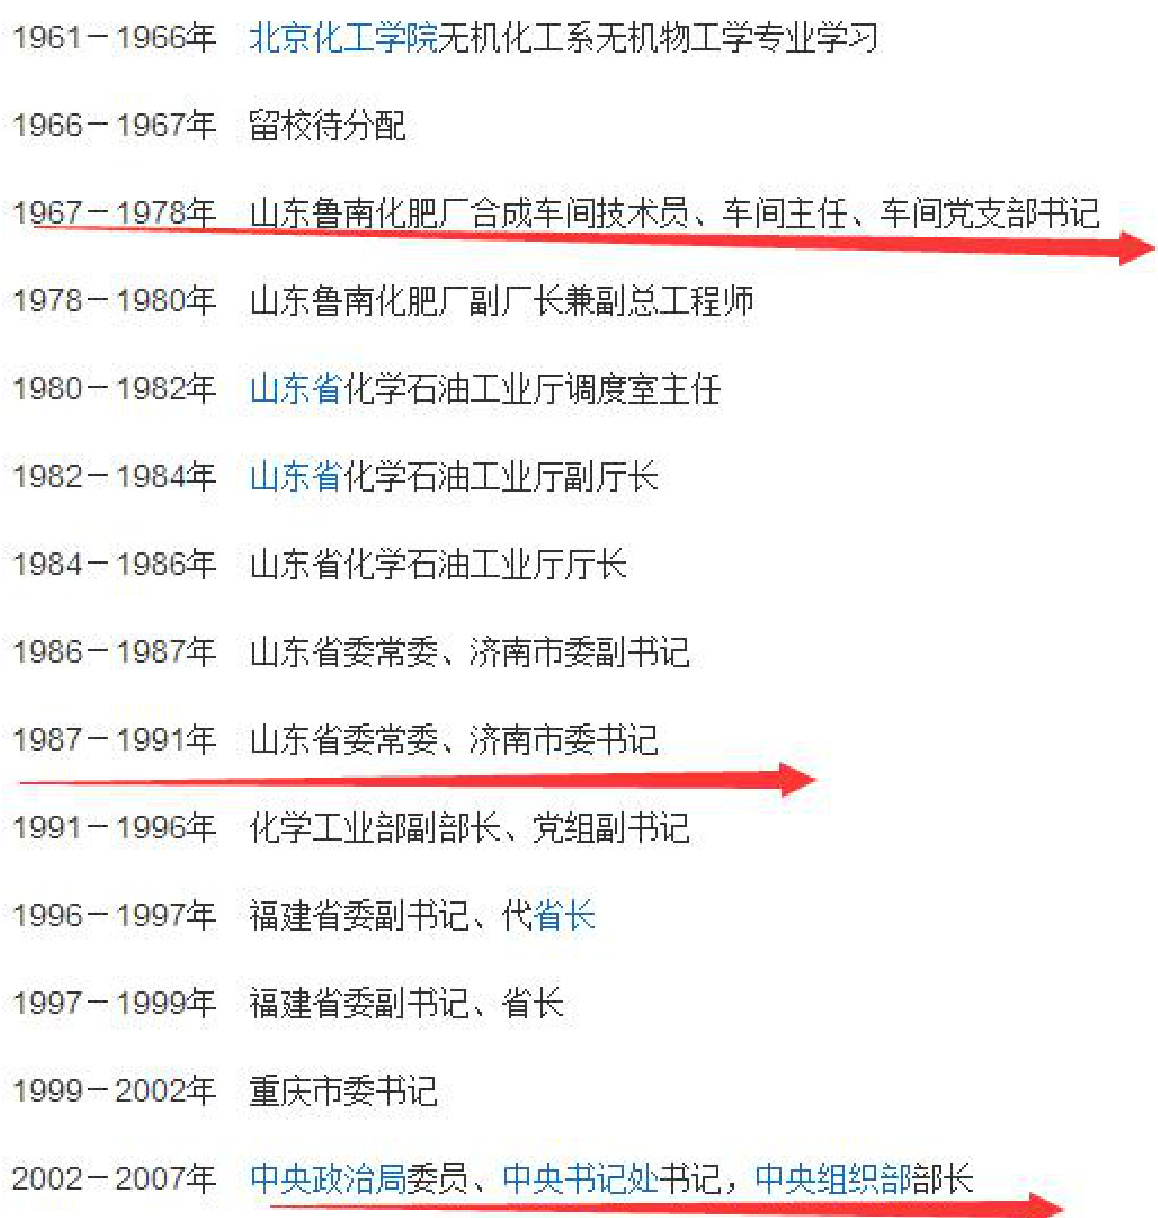 1961－1966年 北京化工学院无机化工系无机物工学专业学习
1966－1967年 留校待分配
1967－1978年 山东鲁南化肥厂合成车间技术员、车间主任、车间党支部书记
1978－1980年 山东鲁南化肥厂副厂长兼副总工程师
1980－1982年 山东省化学石油工业厅调度室主任
1982－1984年 山东省化学石油工业厅副厅长
1984－1986年 山东省化学石油工业厅厅长
1986－1987年 山东省委常委、济南市委副书记
1987－1991年 山东省委常委、济南市委书记
1991－1996年 化学工业部副部长、党组副书记
1996－1997年 福建省委副书记、代省长
1997－1999年 福建省委副书记、省长
1999－2002年 重庆市委书记
2002－2007年 中央政治局委员、中央书记处书记，中央组织部部长